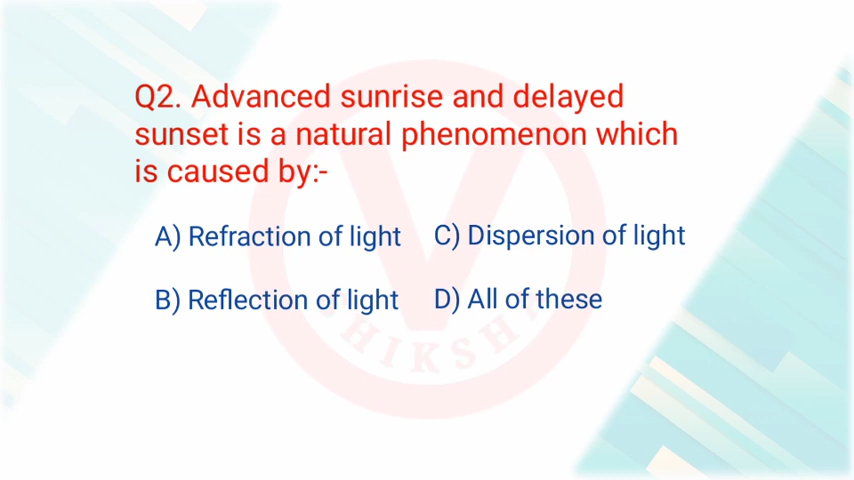 Q2. Advanced sunrise and delayed
sunset is a natural phenomenon which
is caused by:-
A) Refraction of light C) Dispersion of light
B) Reflection of light D) All of these
V
SHIKSHA